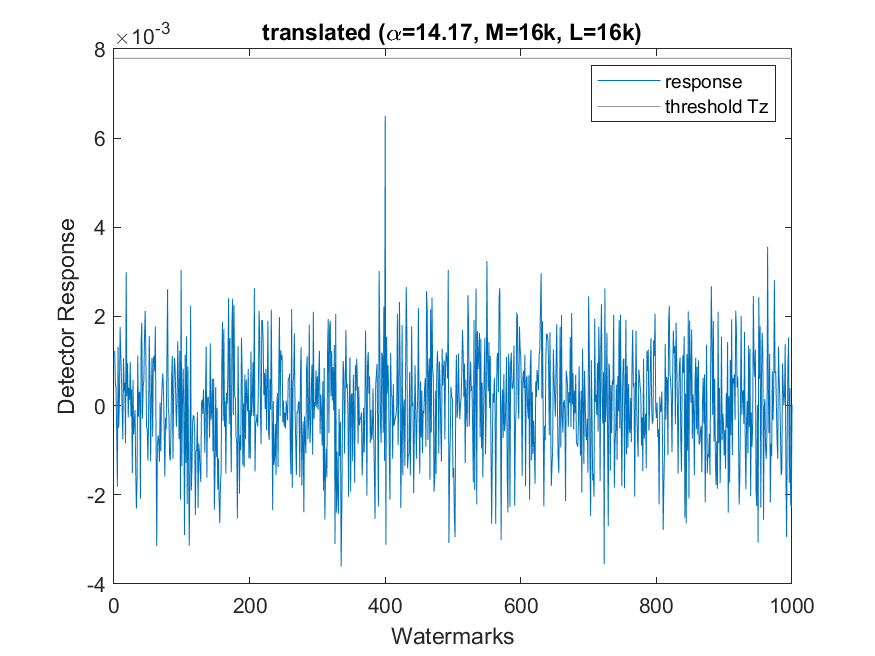 translated (α=14.17, M=16k, L=16k)
×10-3
8
6
4
2
0
-2
-4
Detector Response
response
threshold Tz
0 200 400 600 800 1000
Watermarks